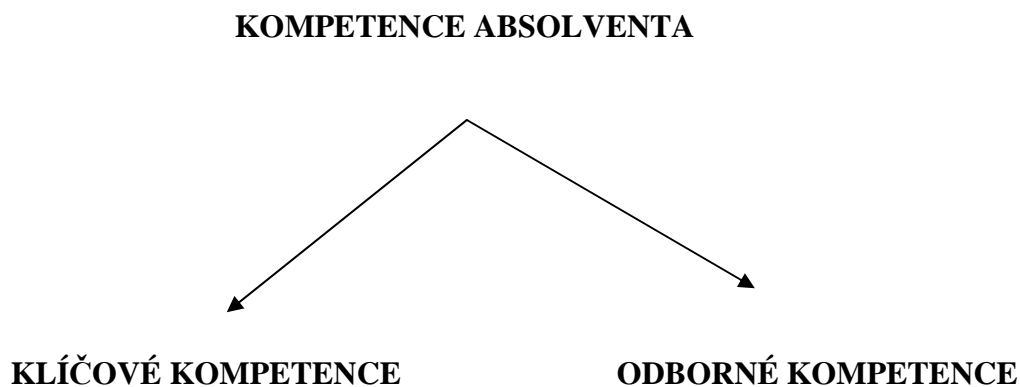 KOMPETENCE ABSOLVENTA
KLÍČOVÉ KOMPETENCE ODBORNÉ KOMPETENCE